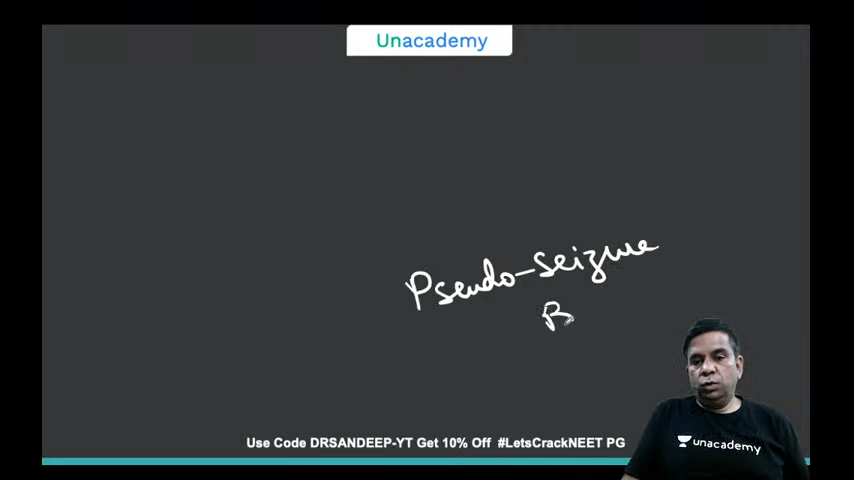 Unacademy
Pseudo-seizure
B
Use Code DRSANDEEP-YT Get 10% Off #LetsCrackNEET PG
unacademy